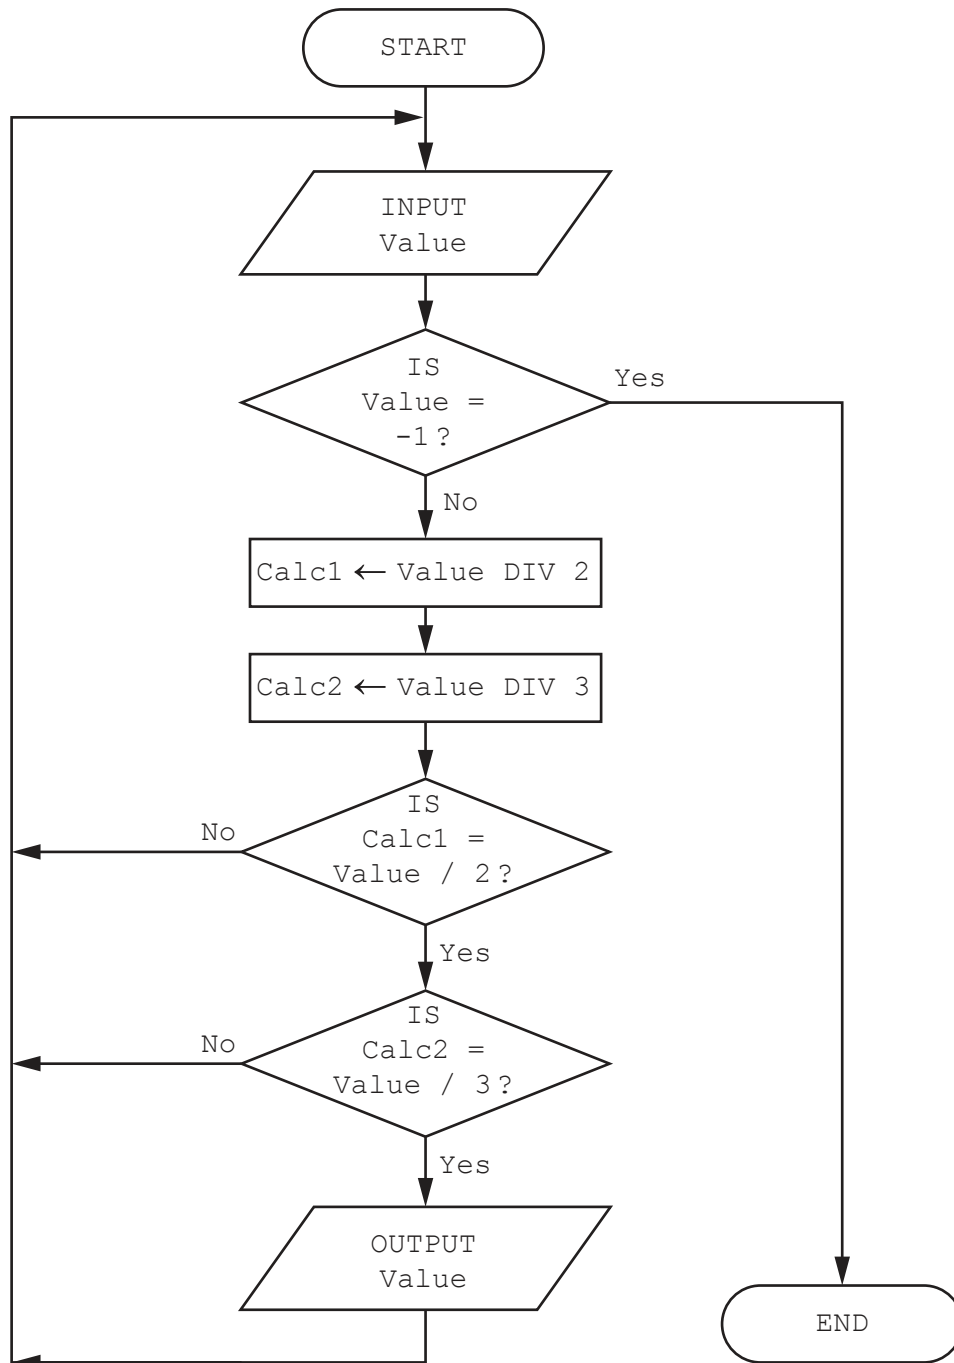 START
INPUT
Value
IS
Value =
-1?
Yes
No
Calc1 ← Value DIV 2
Calc2 ← Value DIV 3
IS
Calc1 =
Value / 2?
No
Yes
IS
Calc2 =
Value / 3?
No
Yes
OUTPUT
Value
END